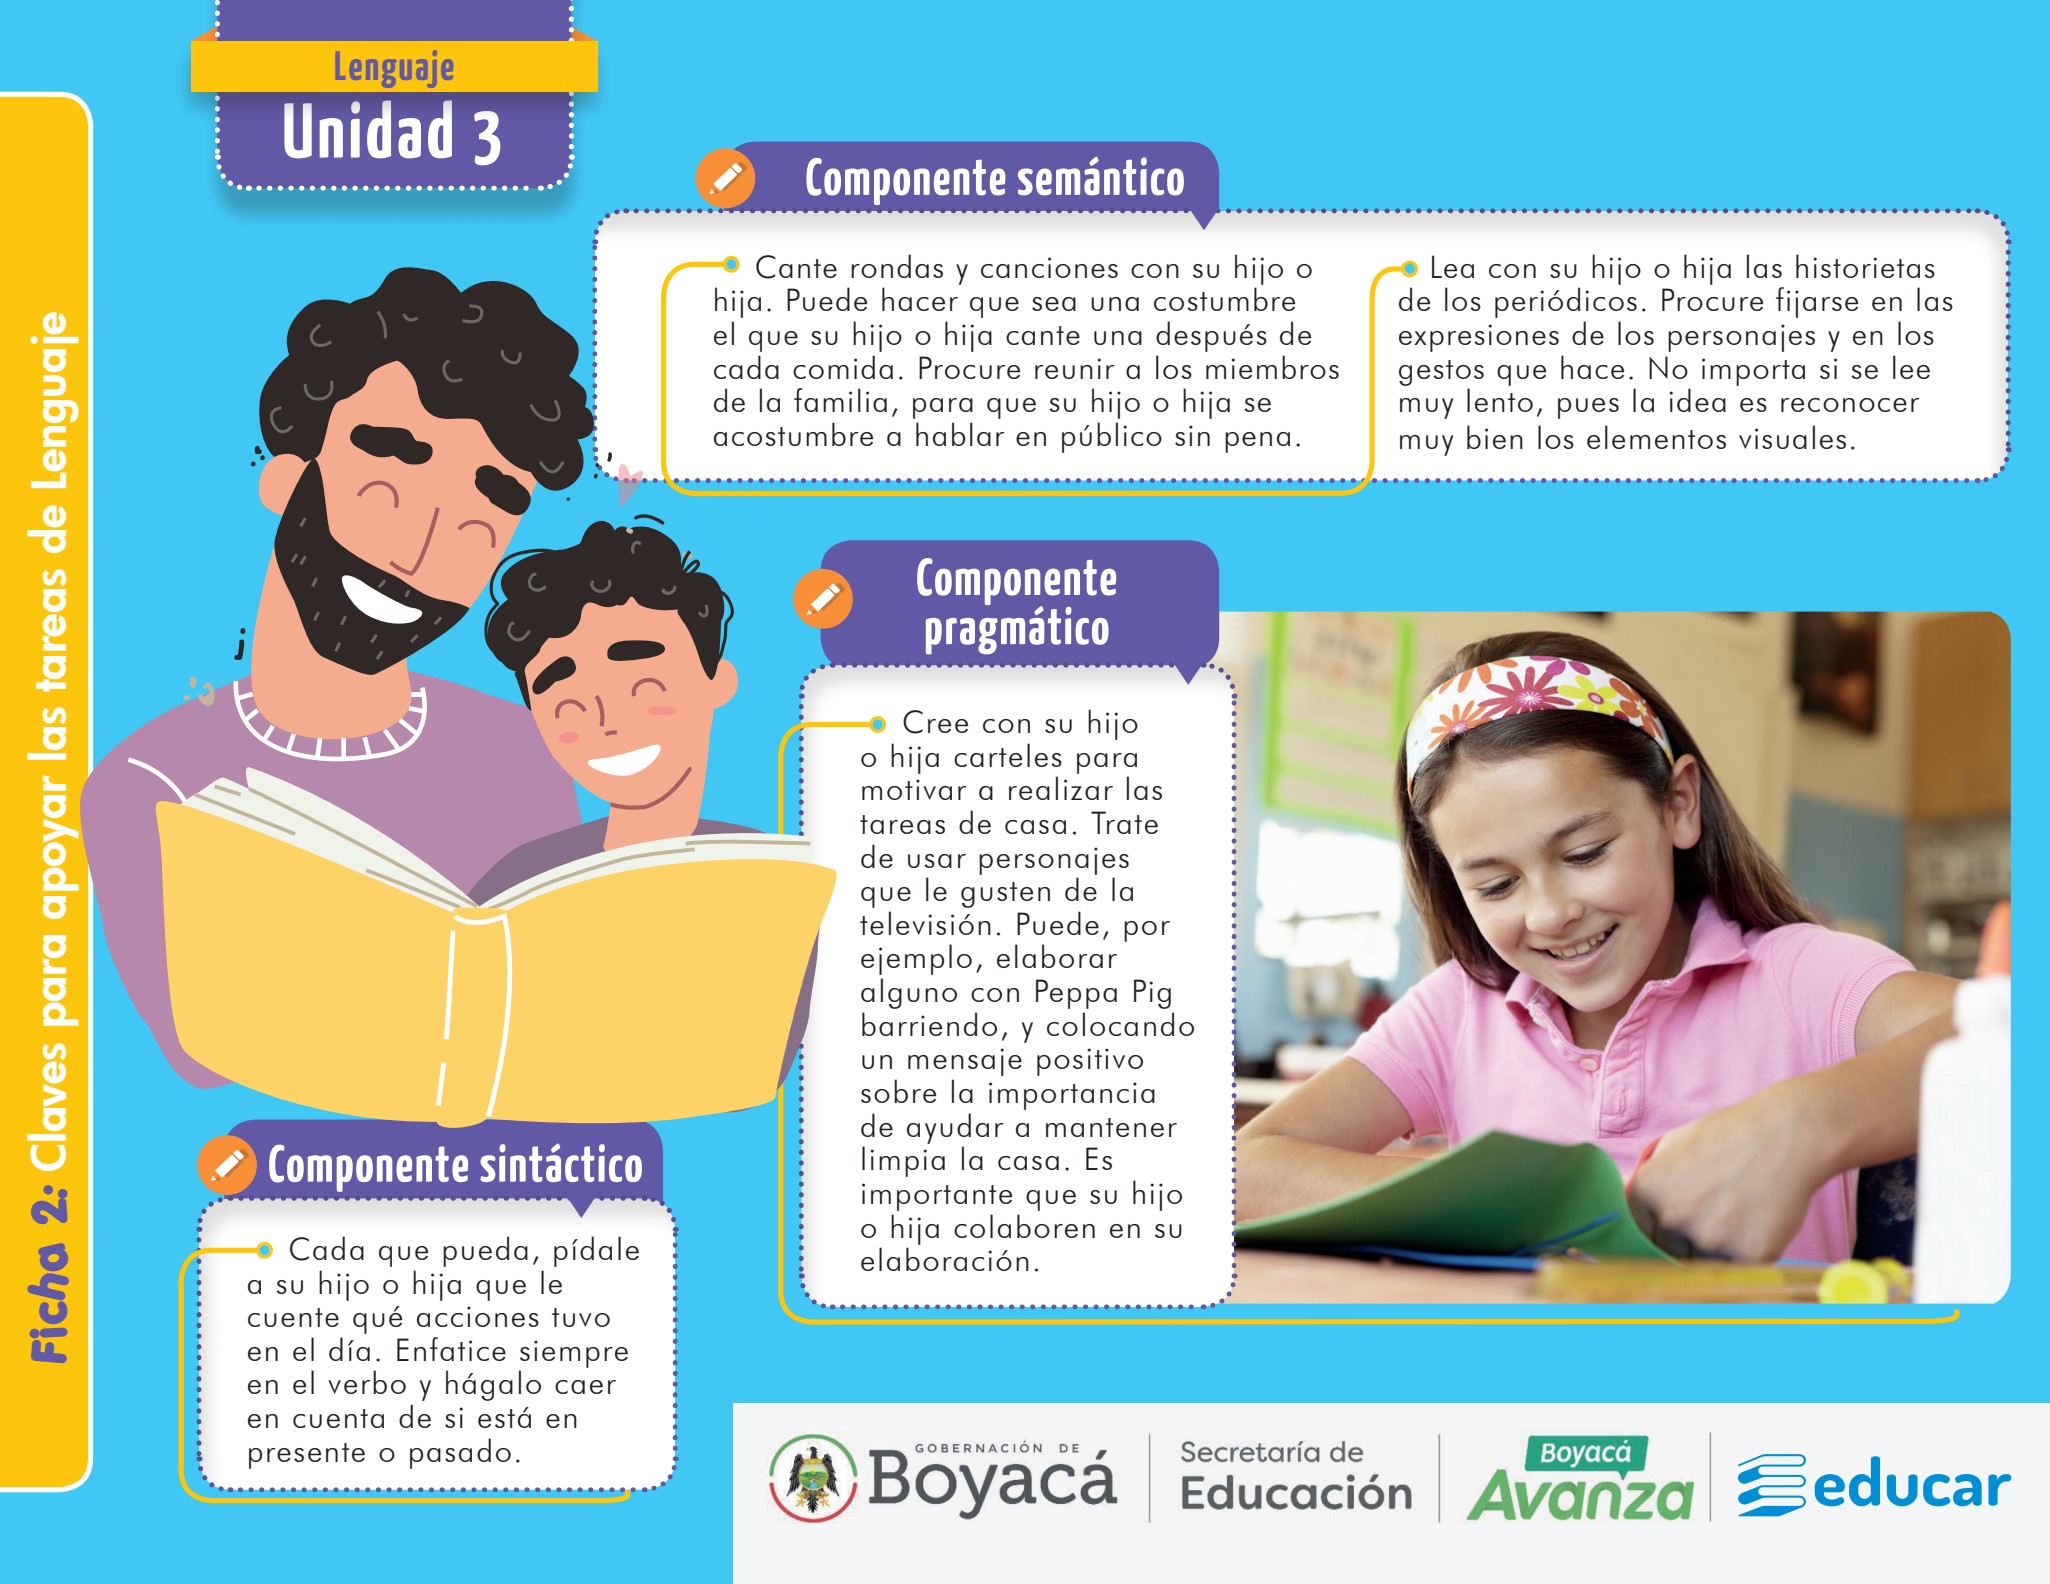 Lenguaje
Unidad 3
Ficha 2: Claves para apoyar las tareas de Lenguaje
Componente semántico
Cante rondas y canciones con su hijo o
hija. Puede hacer que sea una costumbre
el que su hijo o hija cante una después de
cada comida. Procure reunir a los miembros
de la familia, para que su hijo o hija se
acostumbre a hablar en público sin pena.
Lea con su hijo o hija las historietas
de los periódicos. Procure fijarse en las
expresiones de los personajes y en los
gestos que hace. No importa si se lee
muy lento, pues la idea es reconocer
muy bien los elementos visuales.
Componente
pragmático
Cree con su hijo
o hija carteles para
motivar a realizar las
tareas de casa. Trate
de usar personajes
que le gusten de la
televisión. Puede, por
ejemplo, elaborar
alguno con Peppa Pig
barriendo, y colocando
un mensaje positivo
sobre la importancia
de ayudar a mantener
limpia la casa. Es
importante que su hijo
o hija colaboren en su
elaboración.
Componente sintáctico
Cada que pueda, pídale
a su hijo o hija que le
cuente qué acciones tuvo
en el día. Enfatice siempre
en el verbo y hágalo caer
en cuenta de si está en
presente o pasado.
GOBERNACIÓN DE
Boyacá
Secretaría de
Educación
Boyacá
Avanza
educar